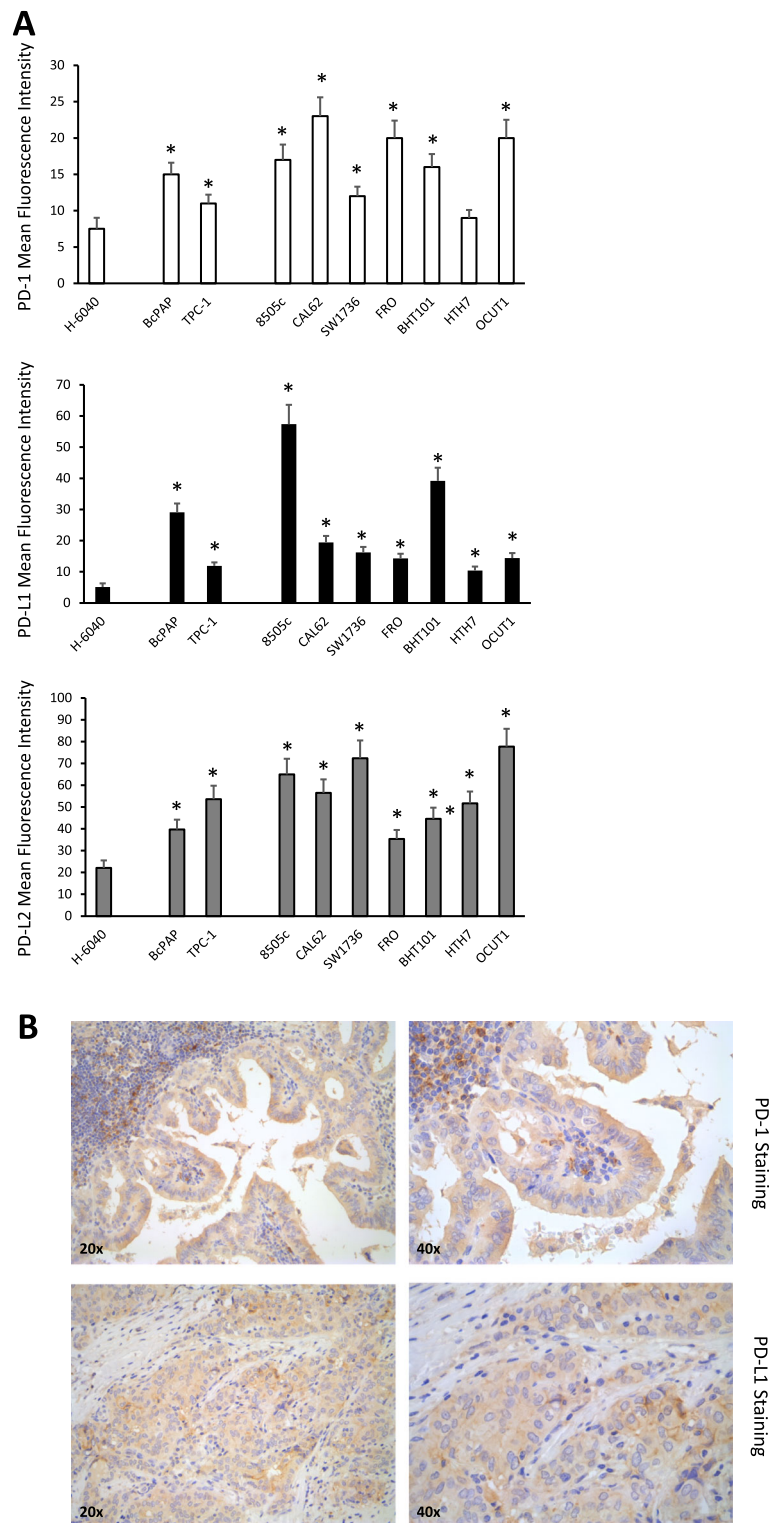 A
PD-1 Mean Fluorescence Intensity
30
25
20
15
10
5
0
*
*
*
*
*
*
*
*
H-6040
BcPAP
TPC-1
8505c
CAL62
SW1736
FRO
BHT101
HTH7
OCUT1
PD-L1 Mean Fluorescence Intensity
70
60
50
40
30
20
10
0
*
*
*
*
*
*
*
*
*
H-6040
BcPAP
TPC-1
8505c
CAL62
SW1736
FRO
BHT101
HTH7
OCUT1
PD-L2 Mean Fluorescence Intensity
100
90
80
70
60
50
40
30
20
10
0
*
*
*
*
*
*
*
*
*
*
H-6040
BcPAP
TPC-1
8505c
CAL62
SW1736
FRO
BHT101
HTH7
OCUT1
B
20x
40x
PD-1 Staining
20x
40x
PD-L1 Staining